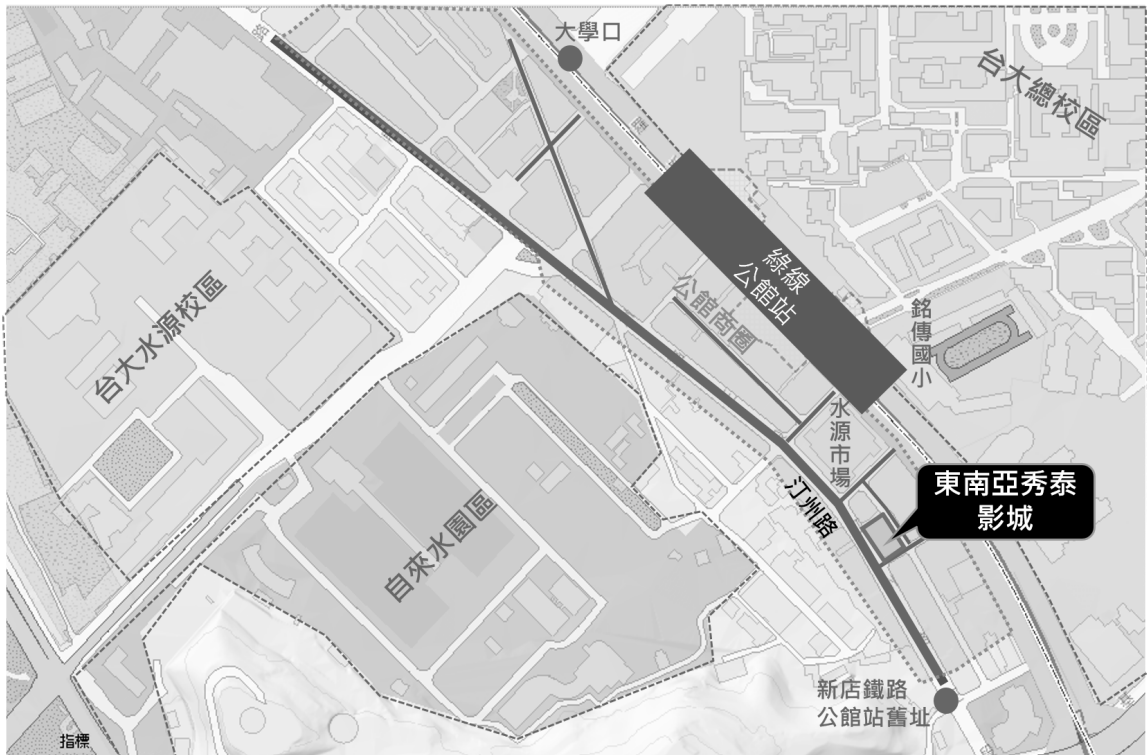 大學口
台大總校區
綠線
公館站
公館商圈
銘傳國小
台大水源校區
水源市場
東南亞秀泰
影城
汀州路
自來水園區
新店鐵路
公館站舊址
指標